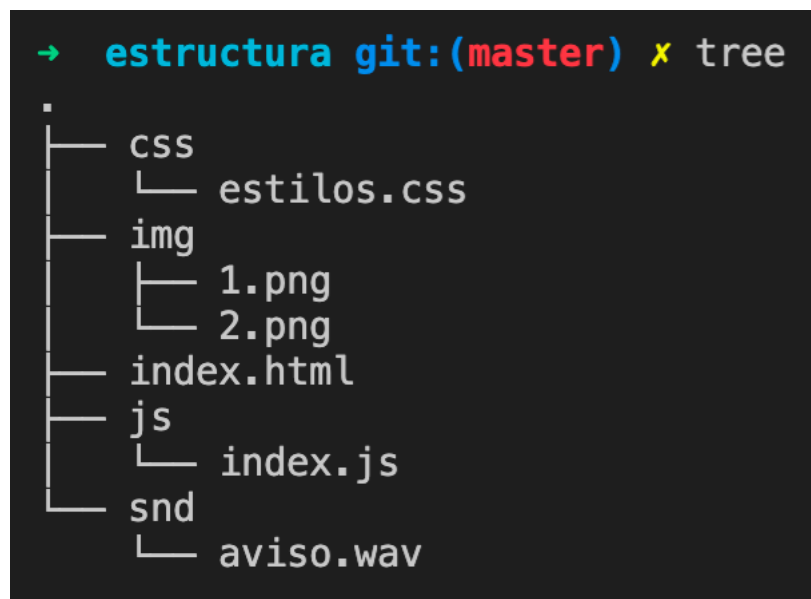 ➜ estructura git:(master) ✗ tree
.
├── css
│   └── estilos.css
├── img
│   ├── 1.png
│   └── 2.png
├── index.html
├── js
│   └── index.js
└── snd
    └── aviso.wav